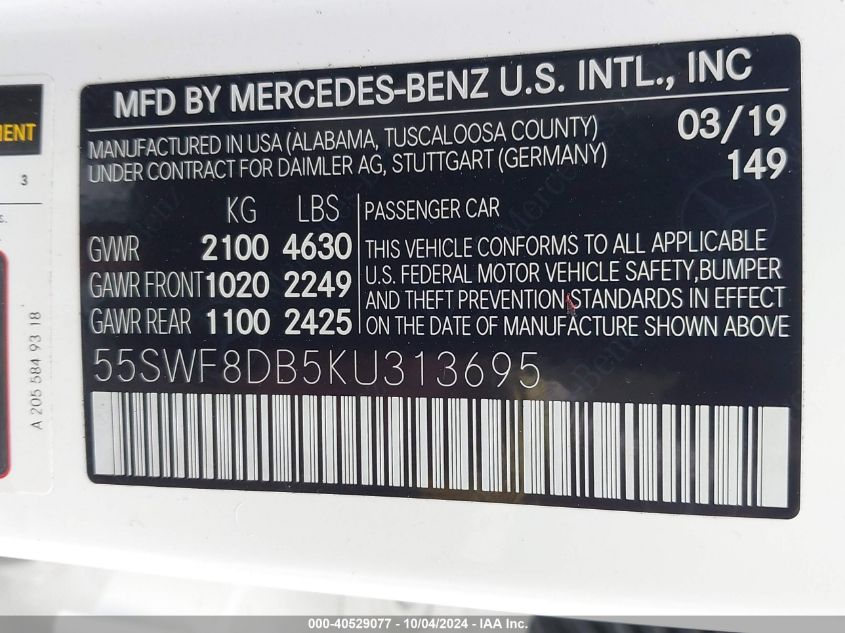 MENT
3
S.
A 205 584 93 18
MFD BY MERCEDES-BENZ U.S. INTL., INC
MANUFACTURED IN USA (ALABAMA, TUSCALOOSA COUNTY) 03/19
UNDER CONTRACT FOR DAIMLER AG, STUTTGART (GERMANY) 149
KG LBS
GVWR 2100 4630
GAWR FRONT 1020 2249
GAWR REAR 1100 2425
PASSENGER CAR
THIS VEHICLE CONFORMS TO ALL APPLICABLE
U.S. FEDERAL MOTOR VEHICLE SAFETY,BUMPER
AND THEFT PREVENTION STANDARDS IN EFFECT
ON THE DATE OF MANUFACTURE SHOWN ABOVE
55SWF8DB5KU313695
000-40529077 - 10/04/2024 - IAA Inc.